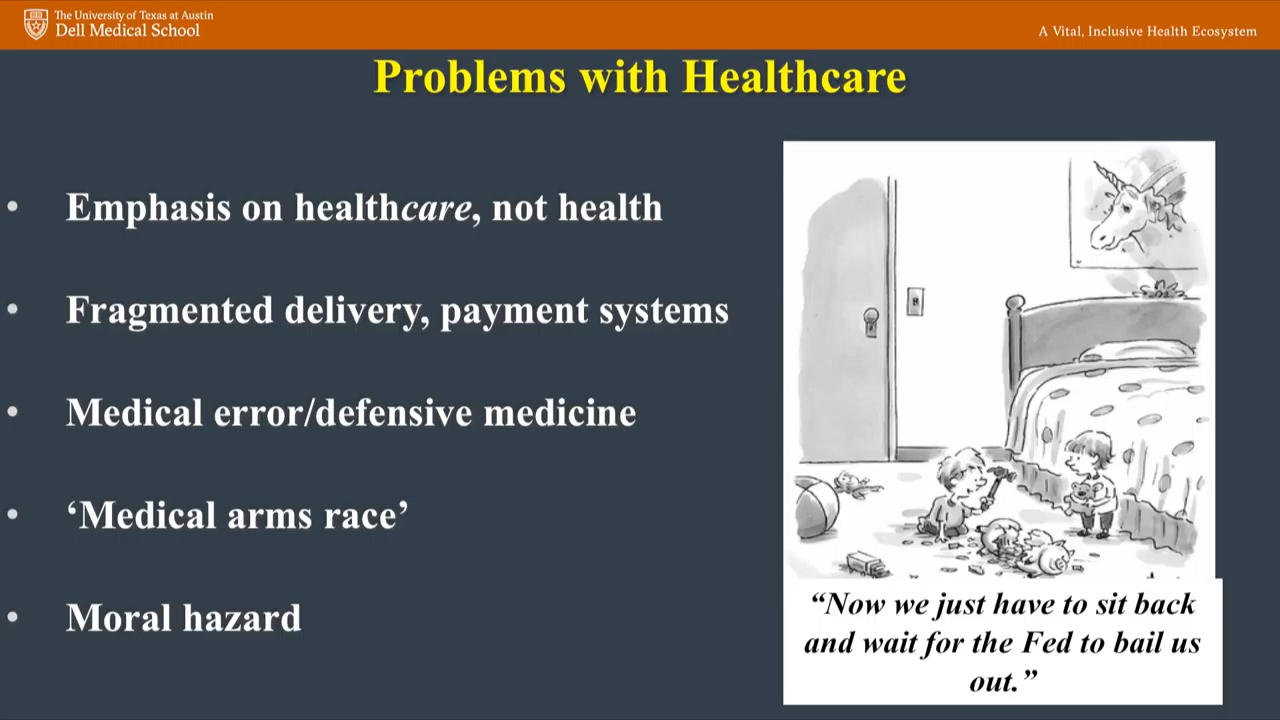 The University of Texas at Austin
Dell Medical School
A Vital, Inclusive Health Ecosystem
Problems with Healthcare
• Emphasis on healthcare, not health
• Fragmented delivery, payment systems
• Medical error/defensive medicine
• ‘Medical arms race’
• Moral hazard
“Now we just have to sit back
and wait for the Fed to bail us
out.”